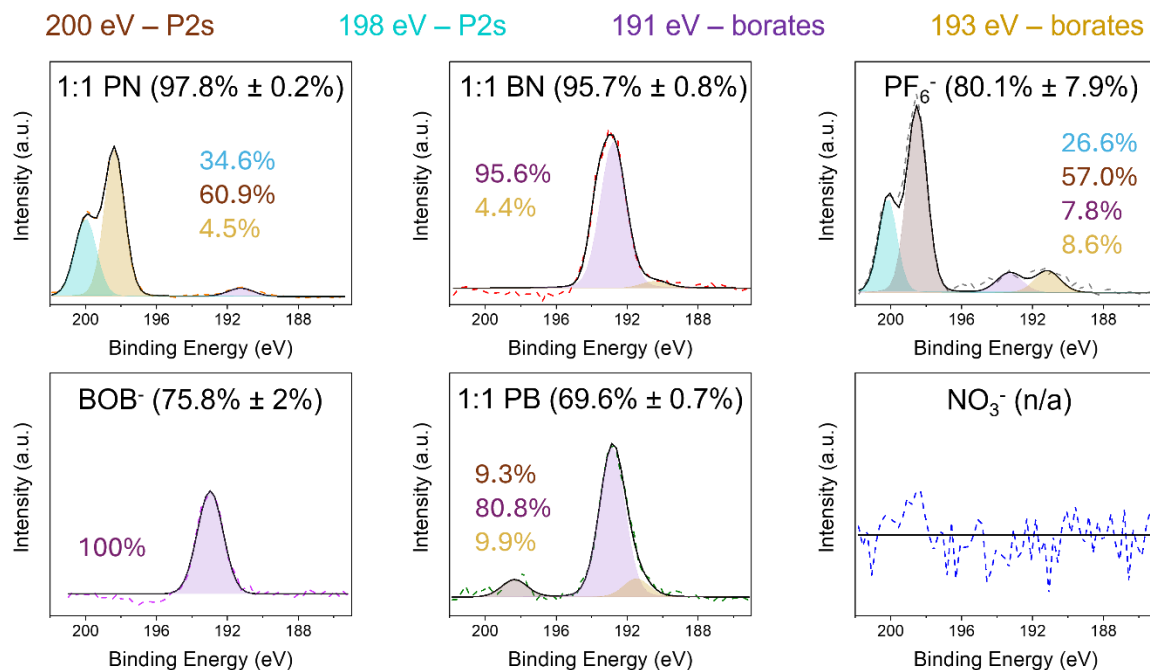 200 eV – P2s 198 eV – P2s 191 eV – borates 193 eV – borates
1:1 PN (97.8% ± 0.2%)
34.6%
60.9%
4.5%
Intensity (a.u.)
200 196 192 188
Binding Energy (eV)
1:1 BN (95.7% ± 0.8%)
95.6%
4.4%
Intensity (a.u.)
200 196 192 188
Binding Energy (eV)
PF₆⁻ (80.1% ± 7.9%)
26.6%
57.0%
7.8%
8.6%
Intensity (a.u.)
200 196 192 188
Binding Energy (eV)
BOB⁻ (75.8% ± 2%)
100%
Intensity (a.u.)
200 196 192 188
Binding Energy (eV)
1:1 PB (69.6% ± 0.7%)
9.3%
80.8%
9.9%
Intensity (a.u.)
200 196 192 188
Binding Energy (eV)
NO₃⁻ (n/a)
Intensity (a.u.)
200 196 192 188
Binding Energy (eV)